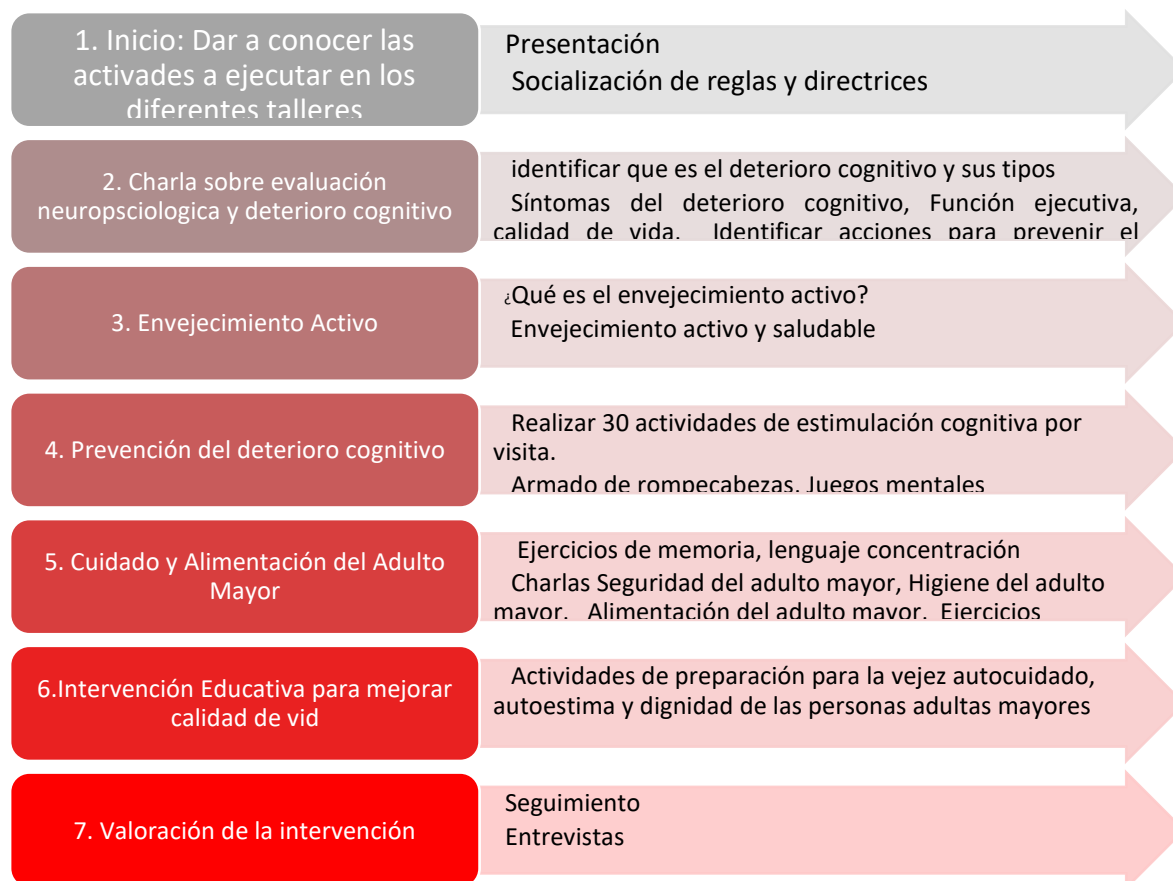 1. Inicio: Dar a conocer las
activades a ejecutar en los
diferentes talleres
Presentación
Socialización de reglas y directrices
2. Charla sobre evaluación
neuropsciologica y deterioro cognitivo
identificar que es el deterioro cognitivo y sus tipos
Síntomas del deterioro cognitivo, Función ejecutiva,
calidad de vida. Identificar acciones para prevenir el
3. Envejecimiento Activo
¿Qué es el envejecimiento activo?
Envejecimiento activo y saludable
4. Prevención del deterioro cognitivo
Realizar 30 actividades de estimulación cognitiva por
visita.
Armado de rompecabezas. Juegos mentales
5. Cuidado y Alimentación del Adulto
Mayor
Ejercicios de memoria, lenguaje concentración
Charlas Seguridad del adulto mayor, Higiene del adulto
mayor. Alimentación del adulto mayor. Ejercicios
6.Intervención Educativa para mejorar
calidad de vid
Actividades de preparación para la vejez autocuidado,
autoestima y dignidad de las personas adultas mayores
7. Valoración de la intervención
Seguimiento
Entrevistas